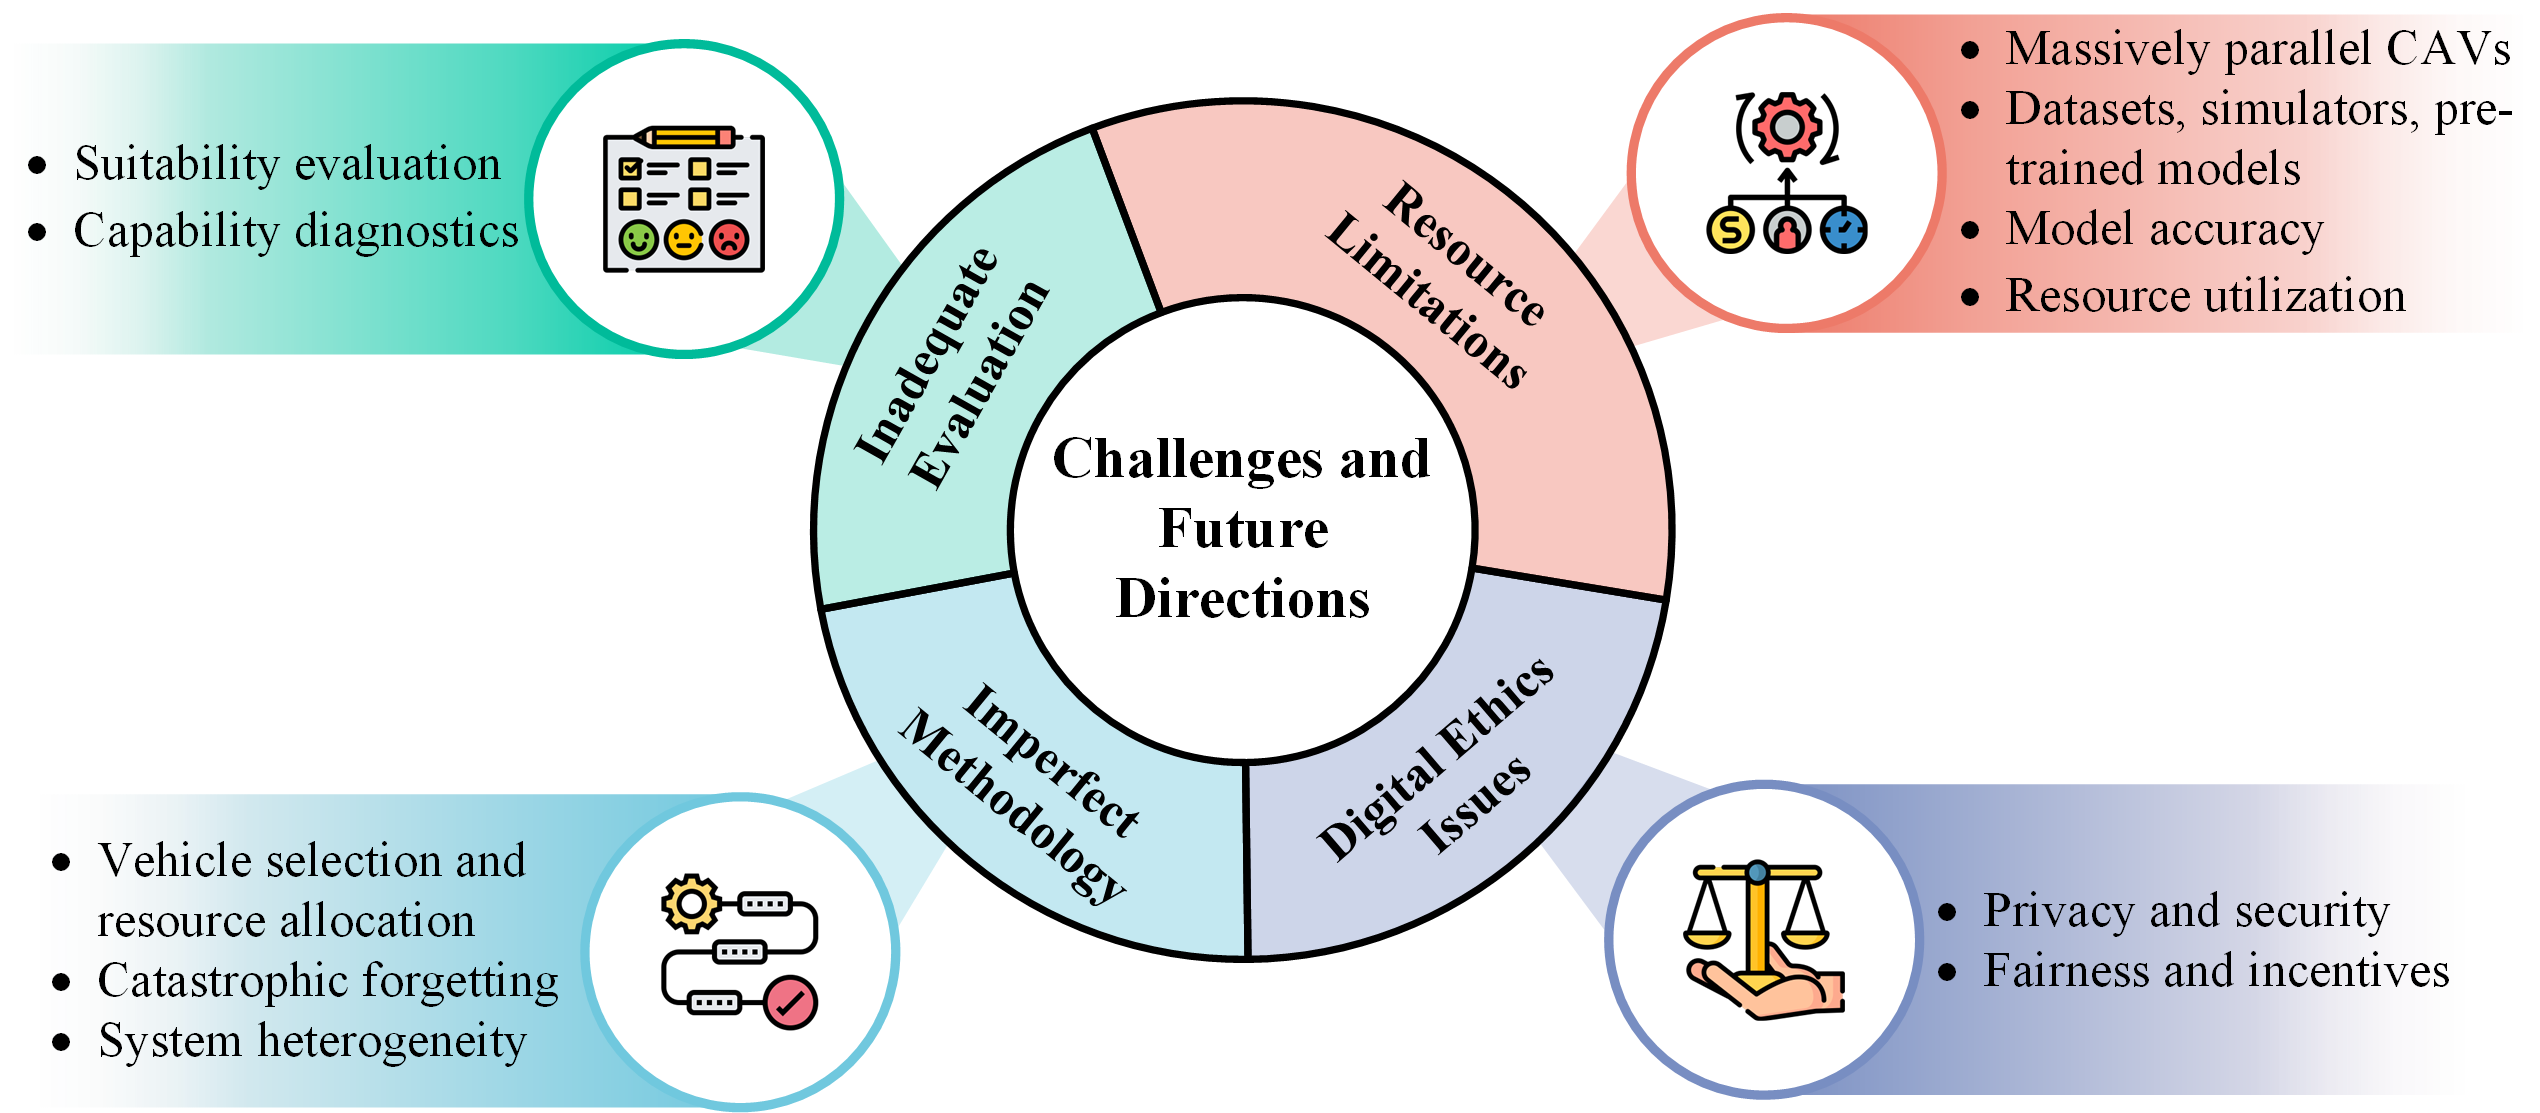 • Suitability evaluation
• Capability diagnostics
Inadequate
Evaluation
Resource
Limitations
• Massively parallel CAVs
• Datasets, simulators, pre-
trained models
• Model accuracy
• Resource utilization
Challenges and
Future
Directions
• Vehicle selection and
resource allocation
• Catastrophic forgetting
• System heterogeneity
Imperfect
Methodology
Digital Ethics
Issues
• Privacy and security
• Fairness and incentives